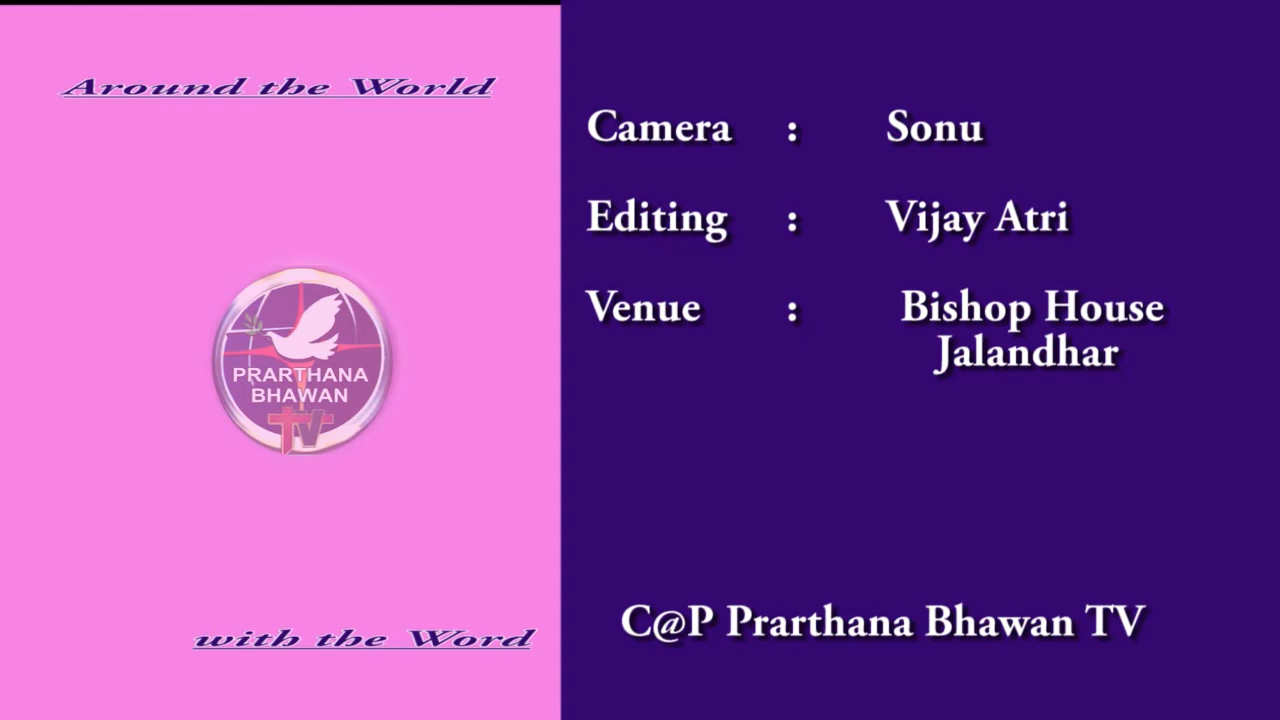 Around the World
PRARTHANA
BHAWAN
TV
with the Word
Camera : Sonu
Editing : Vijay Atri
Venue : Bishop House
Jalandhar
C@P Prarthana Bhawan TV